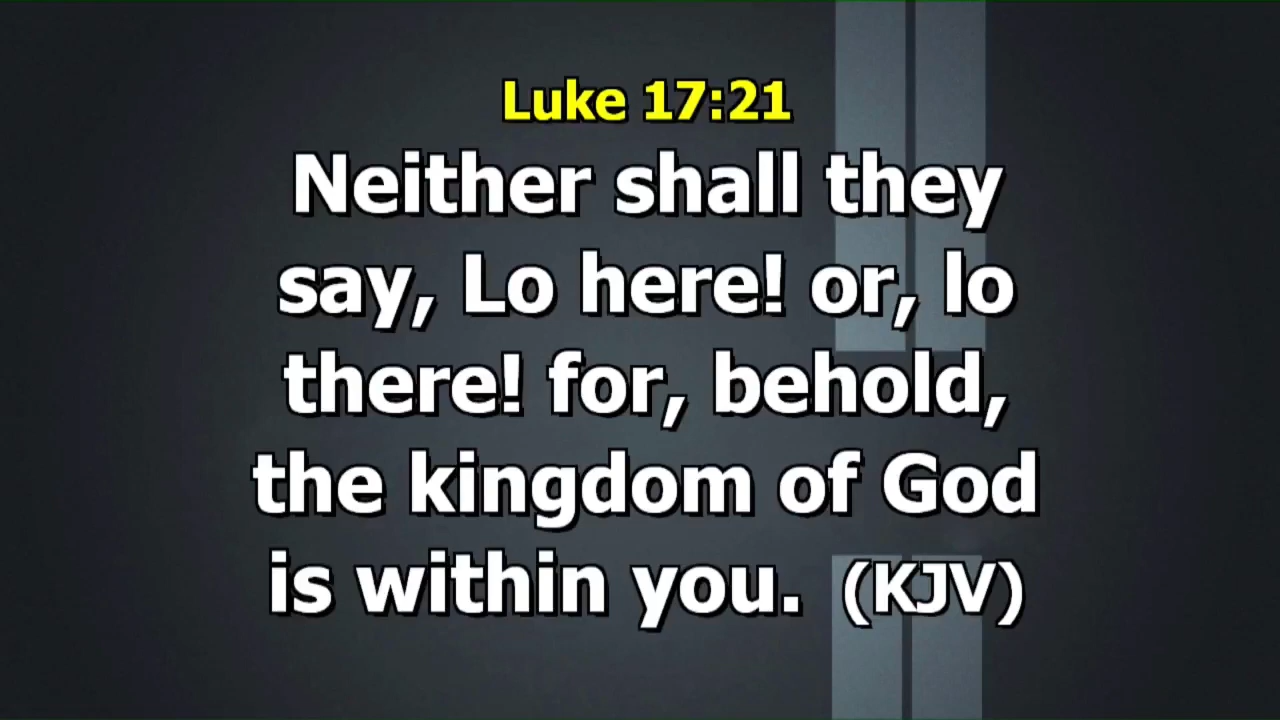 Luke 17:21
Neither shall they
say, Lo here! or, lo
there! for, behold,
the kingdom of God
is within you. (KJV)